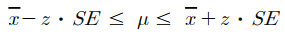 x̅ − z · SE ≤ μ ≤ x̅ + z · SE